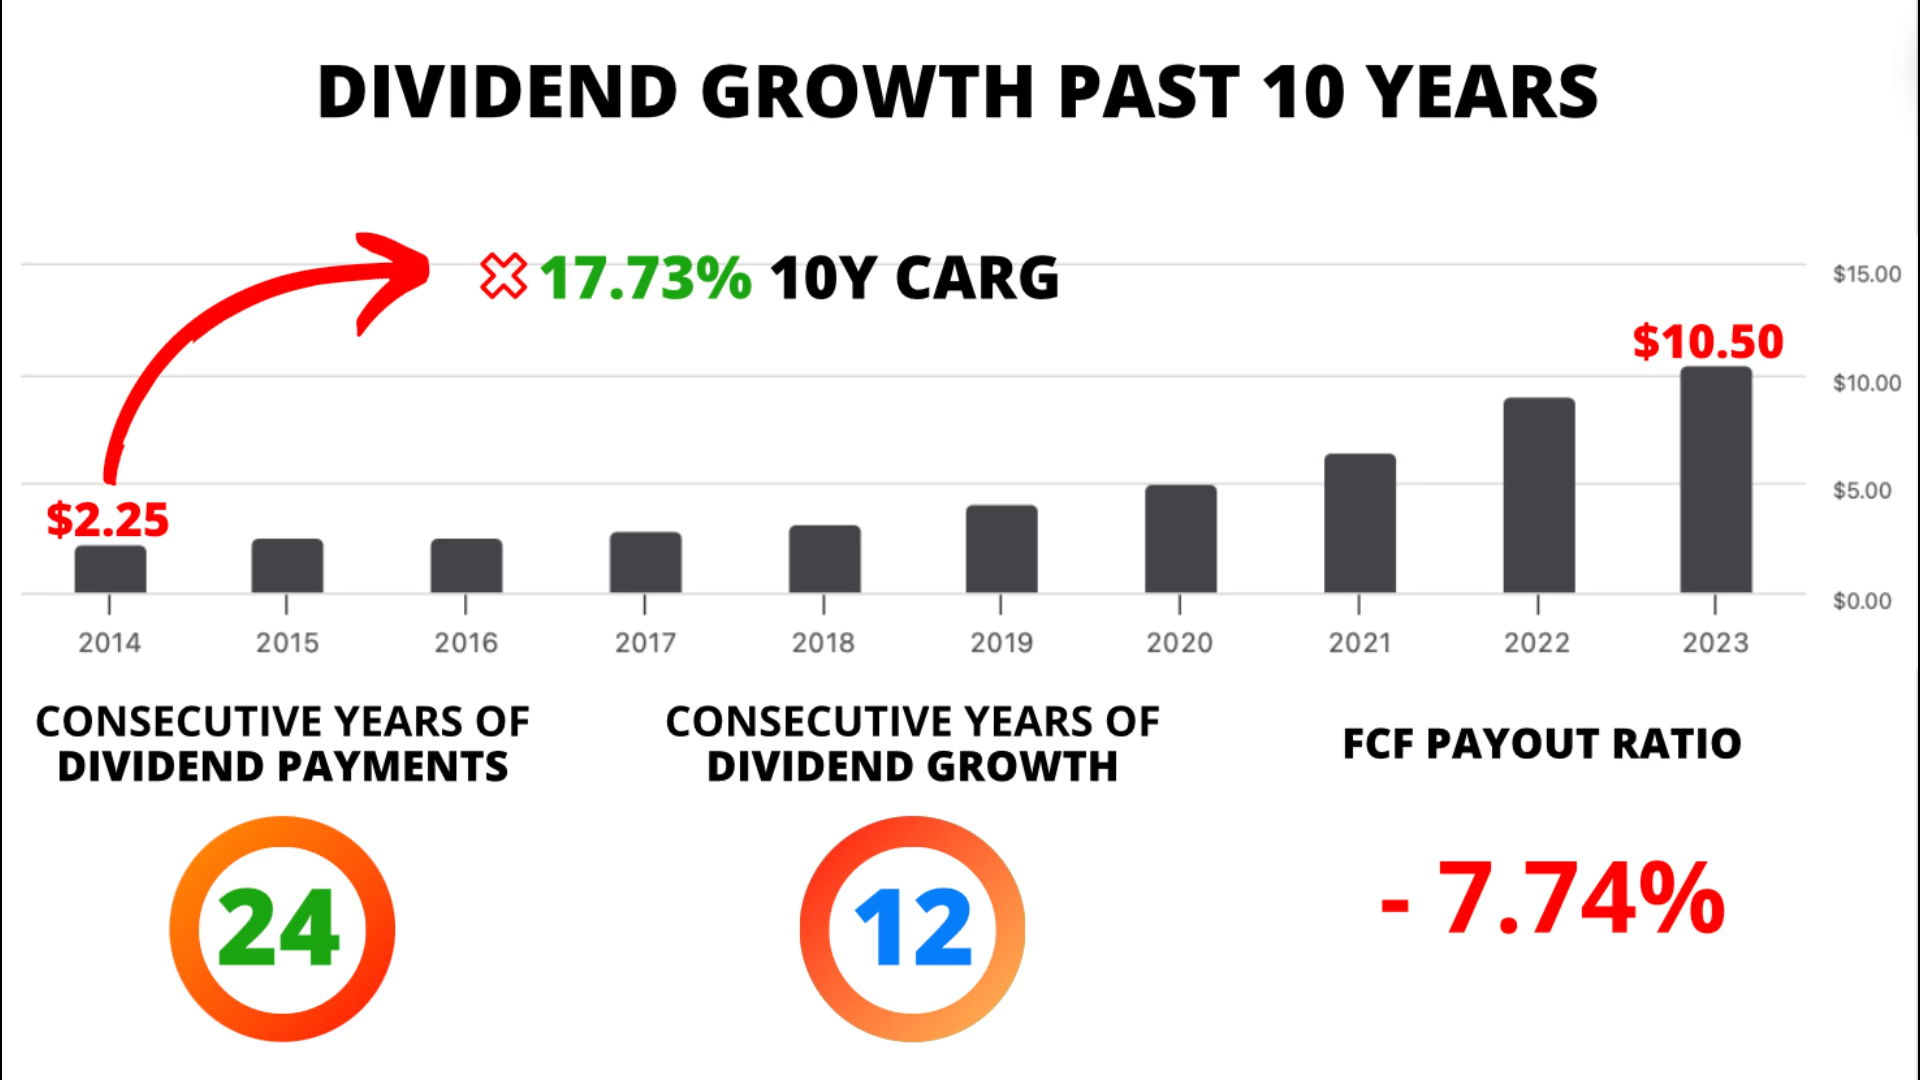 DIVIDEND GROWTH PAST 10 YEARS
17.73% 10Y CARG
$15.00
$10.50
$10.00
$5.00
$2.25
$0.00
2014 2015 2016 2017 2018 2019 2020 2021 2022 2023
CONSECUTIVE YEARS OF
DIVIDEND PAYMENTS
24
CONSECUTIVE YEARS OF
DIVIDEND GROWTH
12
FCF PAYOUT RATIO
- 7.74%